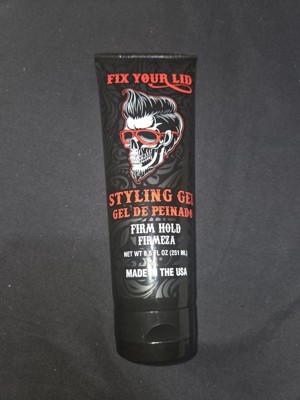 FIX YOUR LID
STYLING GEL
GEL DE PEINADO
FIRM HOLD
FIRMEZA
NET WT 8.5 FL OZ (251 ML)
MADE IN THE USA